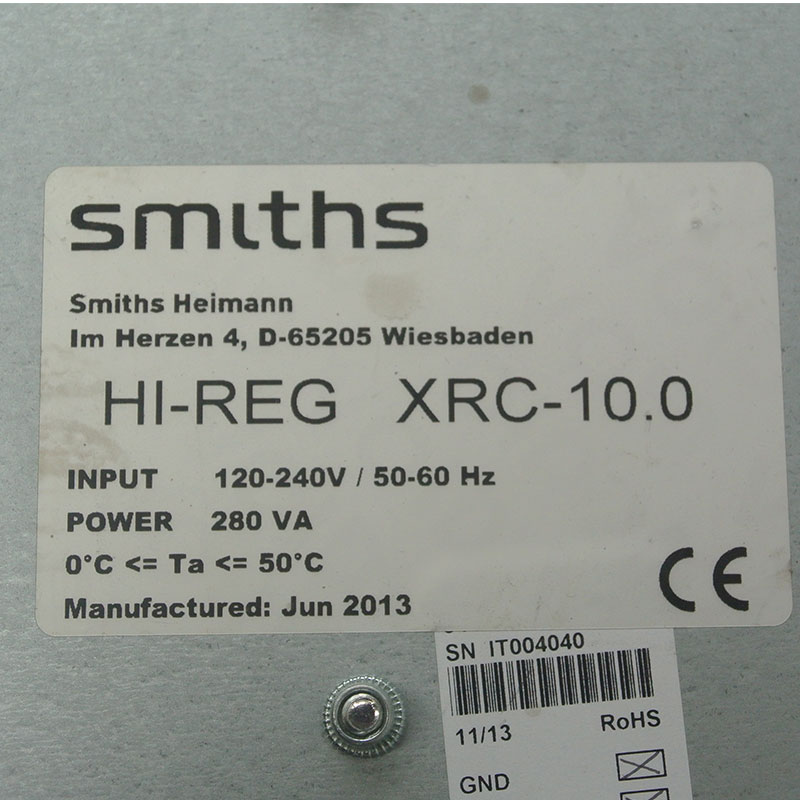 smiths
Smiths Heimann
Im Herzen 4, D-65205 Wiesbaden
HI-REG XRC-10.0
INPUT 120-240V / 50-60 Hz
POWER 280 VA
0°C <= Ta <= 50°C
CE
Manufactured: Jun 2013
SN IT004040
11/13 RoHS
GND